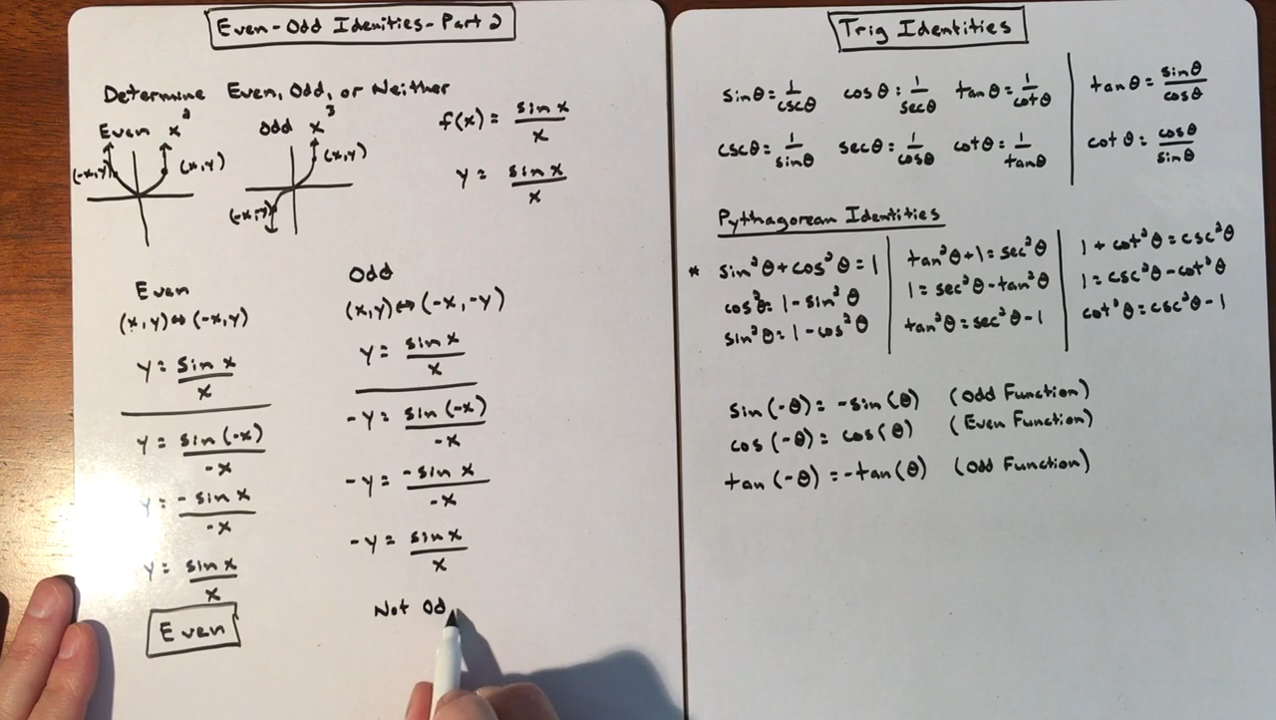 Even-Odd Idenities-Part 2
Determine Even, Odd, or Neither
Even x²
(-x,y)
(x,y)
Odd x³
(x,y)
(-x,-y)
f(x) = sin x / x
y = sin x / x
Even
(x,y) ↔ (-x,y)
y = sin x / x
y = sin(-x) / -x
y = -sin x / -x
y = sin x / x
Even
Odd
(x,y) ↔ (-x,-y)
y = sin x / x
-y = sin(-x) / -x
-y = -sin x / -x
-y = sin x / x
Not Od
Trig Identities
sinθ = 1/cscθ cosθ = 1/secθ tanθ = 1/cotθ
cscθ = 1/sinθ secθ = 1/cosθ cotθ = 1/tanθ
tanθ = sinθ/cosθ
cotθ = cosθ/sinθ
Pythagorean Identities
* sin²θ + cos²θ = 1
cos²θ = 1 - sin²θ
sin²θ = 1 - cos²θ
tan²θ + 1 = sec²θ
1 = sec²θ - tan²θ
tan²θ = sec²θ - 1
1 + cot²θ = csc²θ
1 = csc²θ - cot²θ
cot²θ = csc²θ - 1
sin(-θ) = -sin(θ) (Odd Function)
cos(-θ) = cos(θ) (Even Function)
tan(-θ) = -tan(θ) (Odd Function)